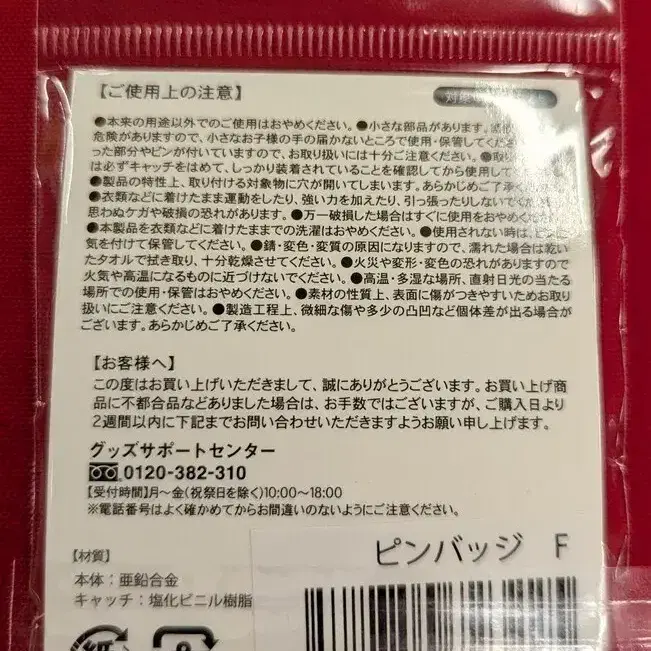 【ご使用上の注意】
対象
●本来の用途以外でのご使用はおやめください。●小さな部品があります。
危険がありますので、小さなお子様の手の届かないところで使用・保管してくだ
った部分やピンが付いていますので、お取り扱いには十分ご注意ください。●取り
は必ずキャッチをはめて、しっかり装着されていることを確認してから使用して
●製品の特性上、取り付ける対象物に穴が開いてしまいます。あらかじめご了承く
●衣類などに着けたまま運動をしたり、強い力を加えたり、引っ張ったりしないでくだ
思わぬケガや破損の恐れがあります。●万一破損した場合はすぐに使用をおやめくだ
●本製品を衣類などに着けたままでの洗濯はおやめください。●使用されない時は、
気を付けて保管してください。●錆・変色・変質の原因になりますので、濡れた場合は乾い
たタオルで拭き取り、十分乾燥させてください。●火災や変形・変色の恐れがありますので
火気や高温になるものに近づけないでください。●高温・多湿な場所、直射日光の当たる
場所での使用・保管はおやめください。●素材の性質上、表面に傷がつきやすいためお取り
扱いにご注意ください。●製造工程上、微細な傷や多少の凸凹など個体差が出る場合が
ございます。あらかじめご了承ください。
【お客様へ】
この度はお買い上げいただきまして、誠にありがとうございます。お買い上げ商
品に不都合品などありました場合は、お手数ではございますが、ご購入日より
2週間以内に下記までお問い合わせいただきますようお願い申し上げます。
グッズサポートセンター
0120-382-310
【受付時間】月～金(祝祭日を除く)10:00～18:00
※電話番号はよく確かめてからお間違いのないようにご注意ください。
【材質】
本体：亜鉛合金
キャッチ：塩化ビニル樹脂
ピンバッジ F
紙